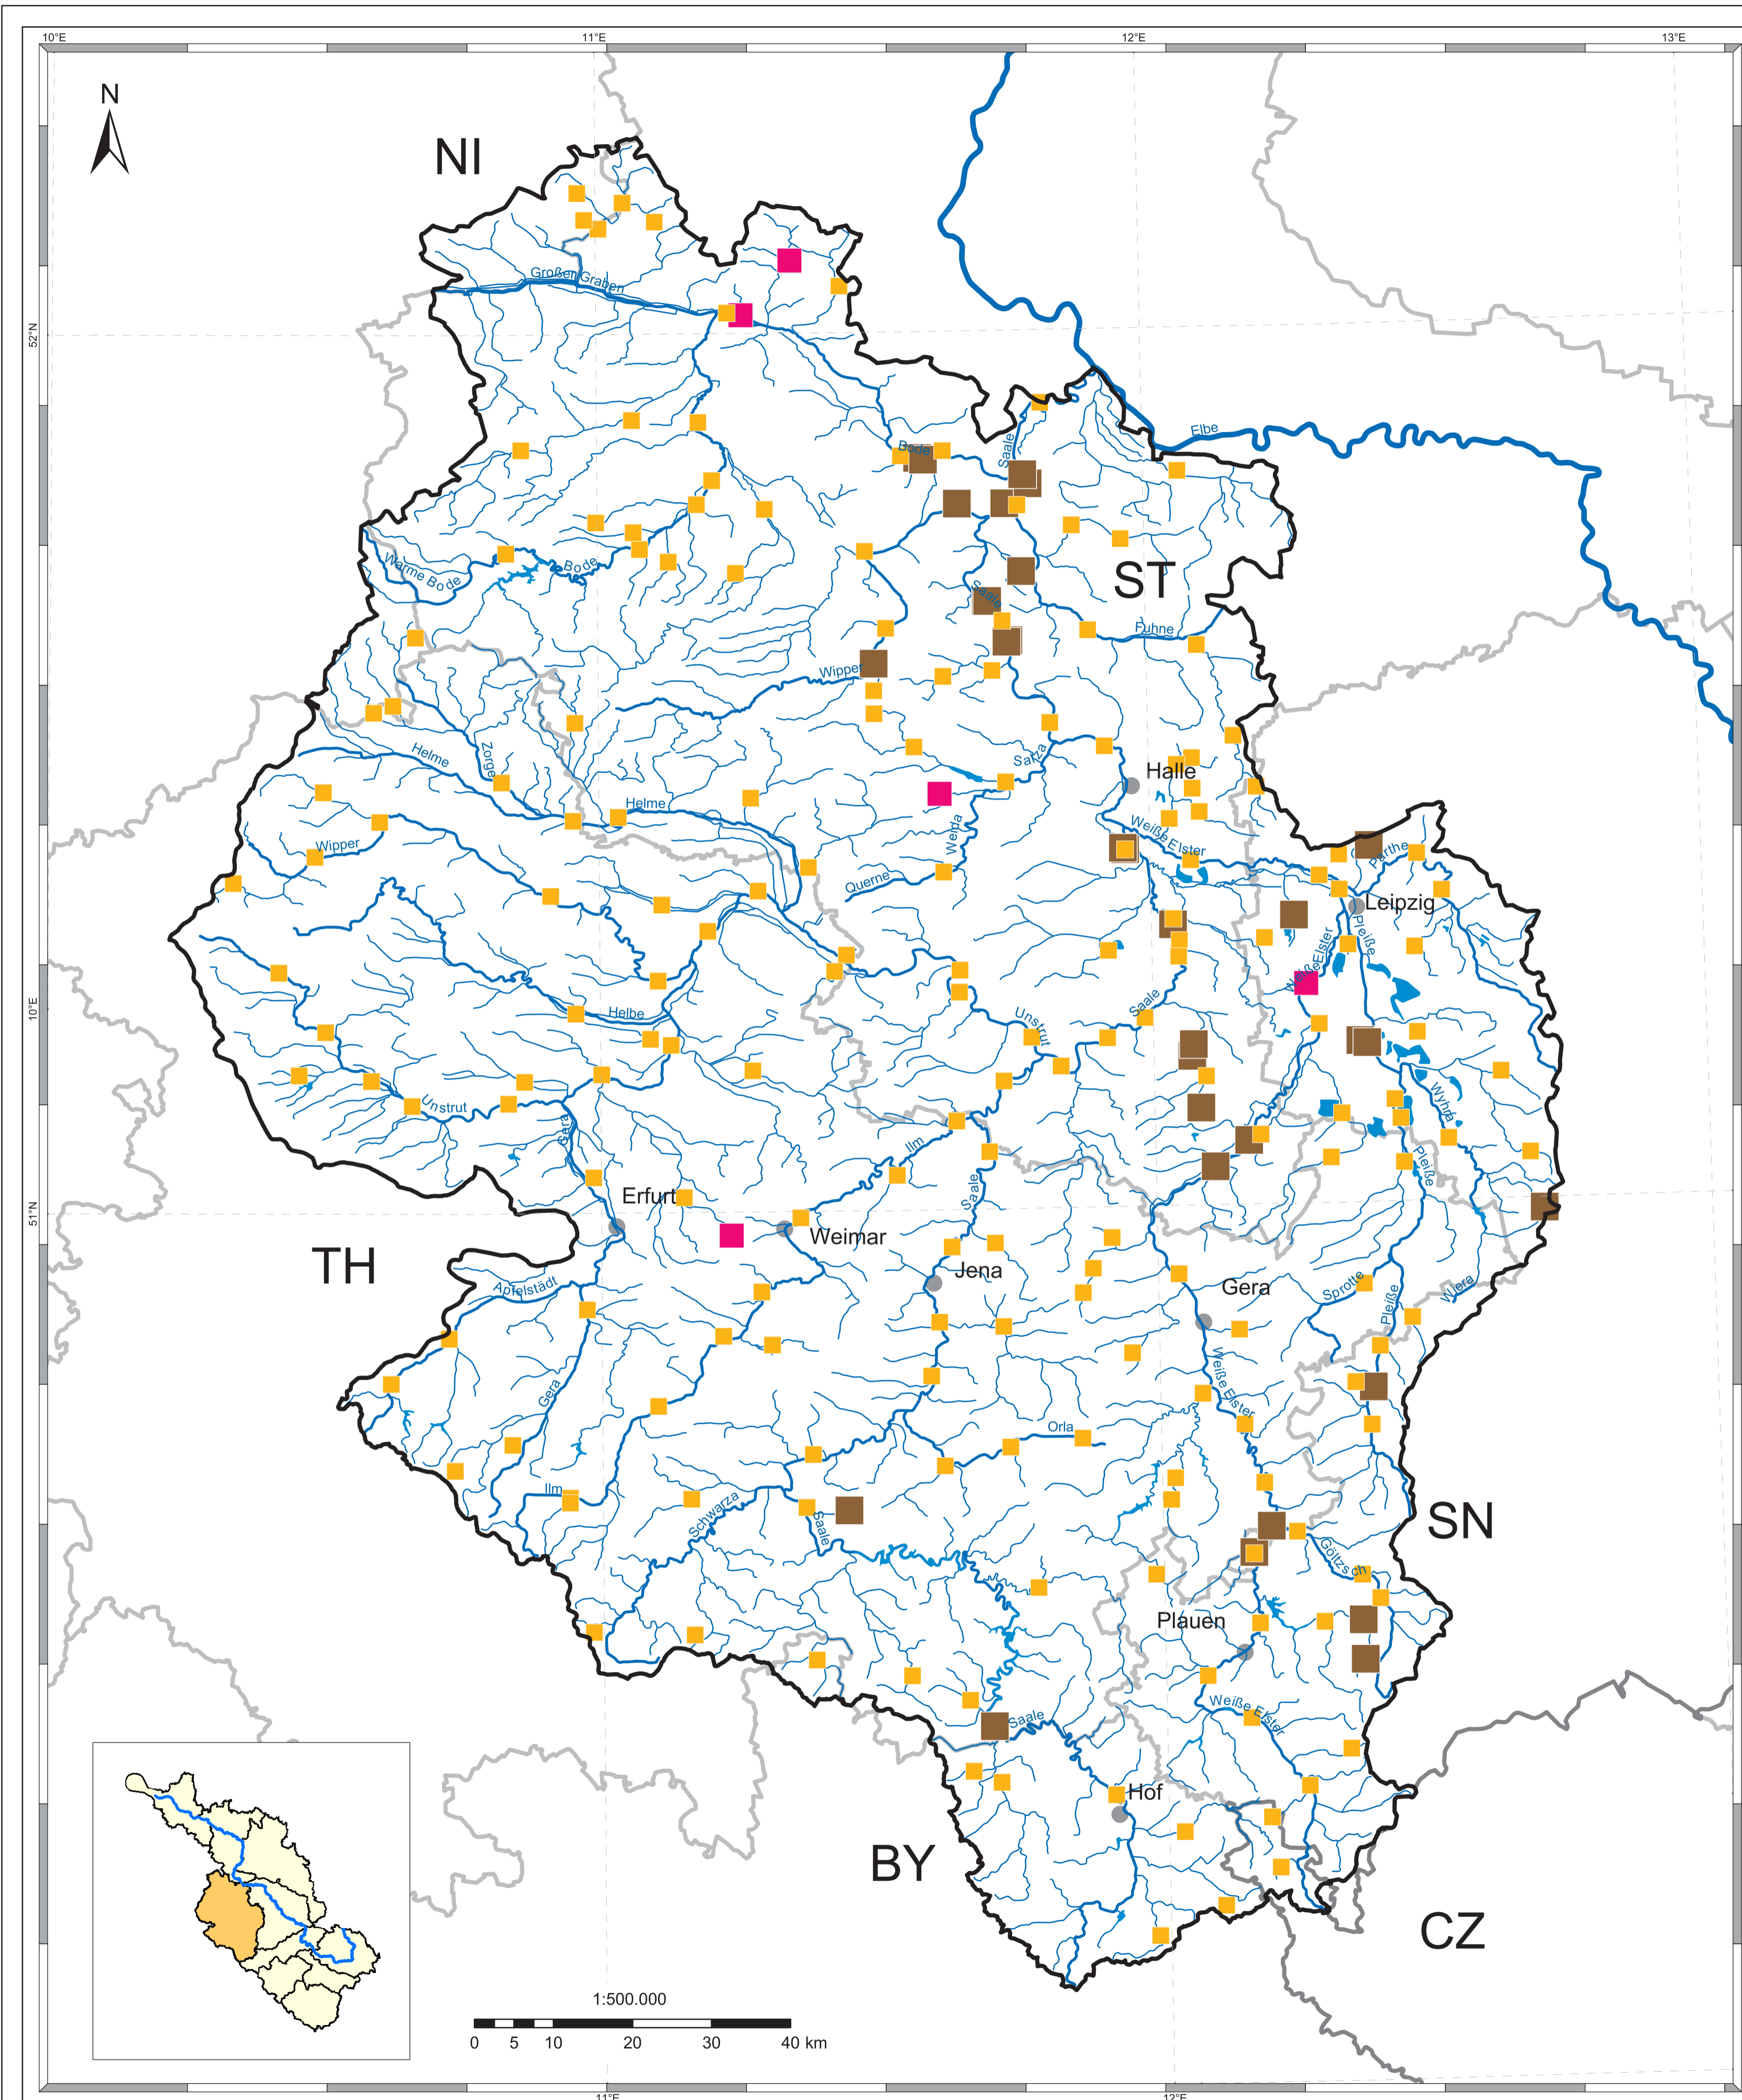 10°E
11°E
12°E
13°E
N
NI
Großer Graben
52°N
Elbe
Bode
Saale
Warme Bode
Bode
ST
Saale
Fuhne
Wipper
Helme
Zorge
Salza
Halle
Helme
Weida
Weiße Elster
Wipper
Parthe
Querne
Leipzig
Pleiße
Weiße Elster
10°E
Helbe
Saale
Unstrut
Unstrut
Wyhra
Gera
Ilm
Pleiße
Erfurt
Saale
51°N
Weimar
TH
Jena
Apfelstädt
Gera
Sprotte
Wiera
Pleiße
Gera
Weiße Elster
Orla
Ilm
Schwarza
Saale
SN
Göltzsch
Plauen
Weiße Elster
Saale
Hof
BY
CZ
1:500.000
0 5 10 20 30 40 km
11°E
12°E